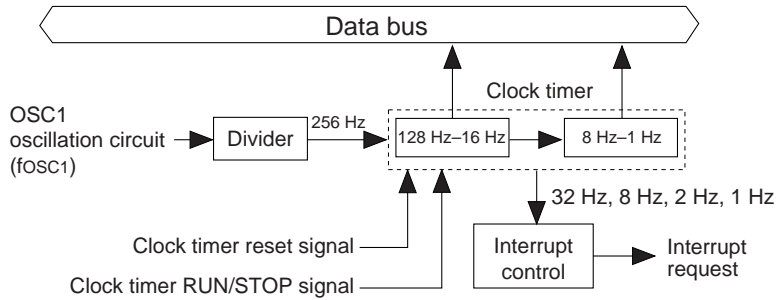 Data bus
Clock timer
OSC1
oscillation circuit
(fOSC1)
Divider
256 Hz
128 Hz–16 Hz
8 Hz–1 Hz
32 Hz, 8 Hz, 2 Hz, 1 Hz
Clock timer reset signal
Clock timer RUN/STOP signal
Interrupt
control
Interrupt
request